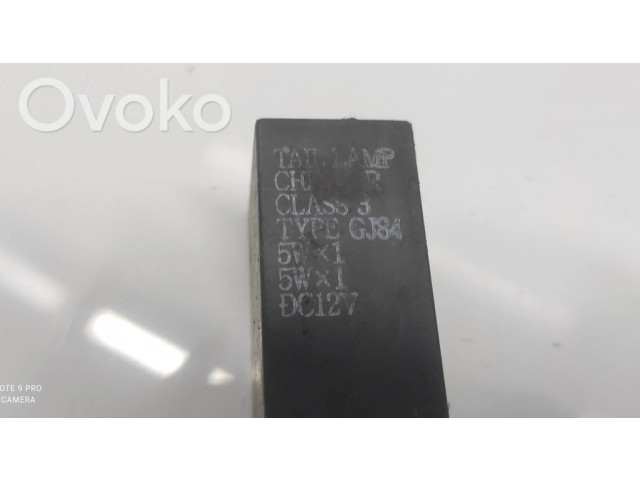 Ovoko
TAIL LAMP
CLASS 3
TYPE GJ84
5W×1
5W×1
DC12V
OTE 9 PRO
CAMERA